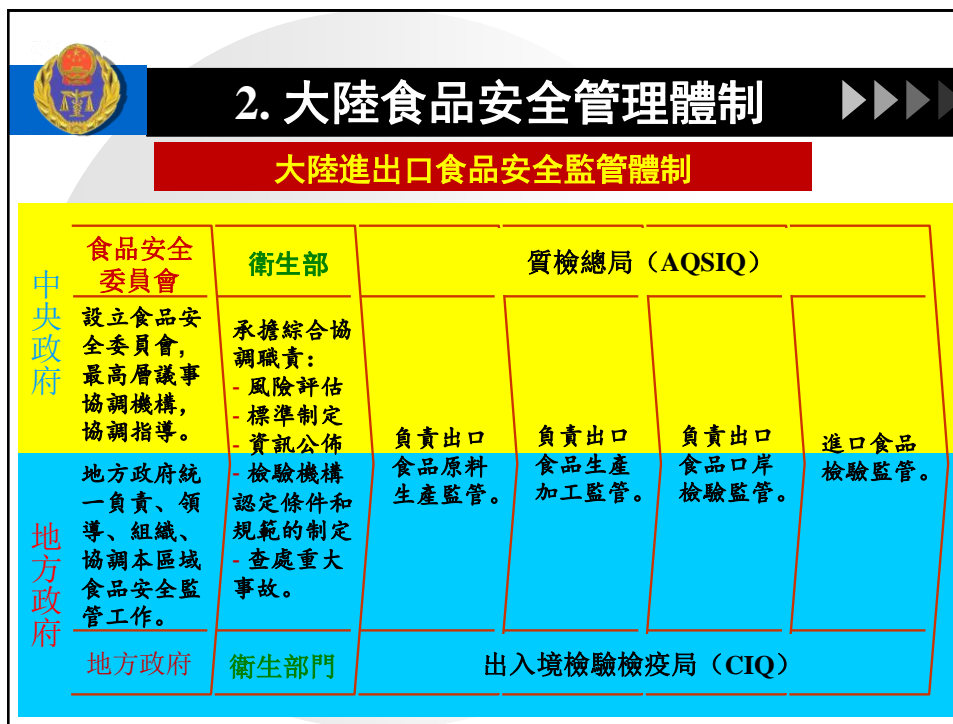 2. 大陸食品安全管理體制
大陸進出口食品安全監管體制
中央政府
食品安全
委員會
設立食品安
全委員會,
最高層議事
協調機構,
協調指導。
衛生部
承擔綜合協
調職責:
- 風險評估
- 標準制定
- 資訊公佈
- 檢驗機構
認定條件和
規範的制定
- 查處重大
事故。
質檢總局（AQSIQ）
負責出口
食品原料
生產監管。
負責出口
食品生產
加工監管。
負責出口
食品口岸
檢驗監管。
進口食品
檢驗監管。
地方政府
地方政府統
一負責、領
導、組織、
協調本區域
食品安全監
管工作。
地方政府
衛生部門
出入境檢驗檢疫局（CIQ）